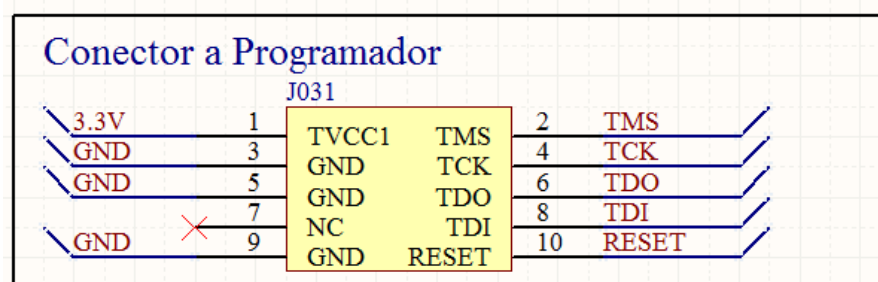 Conector a Programador
J031
3.3V 1 TVCC1 TMS 2 TMS
GND 3 GND TCK 4 TCK
GND 5 GND TDO 6 TDO
7 NC TDI 8 TDI
GND 9 GND RESET 10 RESET